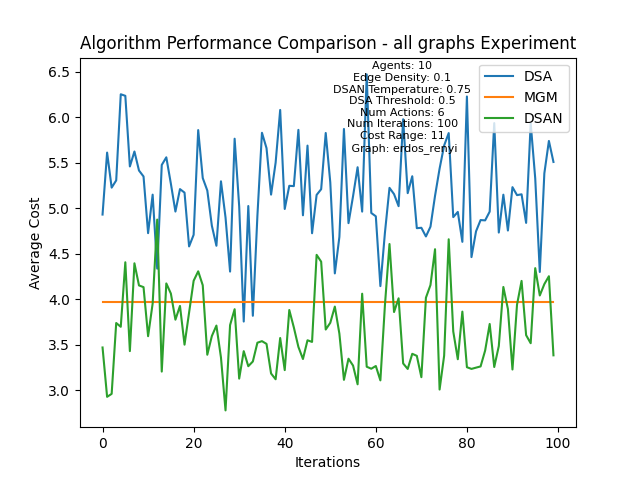 Algorithm Performance Comparison - all graphs Experiment
Agents: 10
Edge Density: 0.1
DSAN Temperature: 0.75
DSA Threshold: 0.5
Num Actions: 6
Num Iterations: 100
Cost Range: 11
Graph: erdos_renyi
DSA
MGM
DSAN
6.5
6.0
5.5
5.0
4.5
4.0
3.5
3.0
Average Cost
0 20 40 60 80 100
Iterations